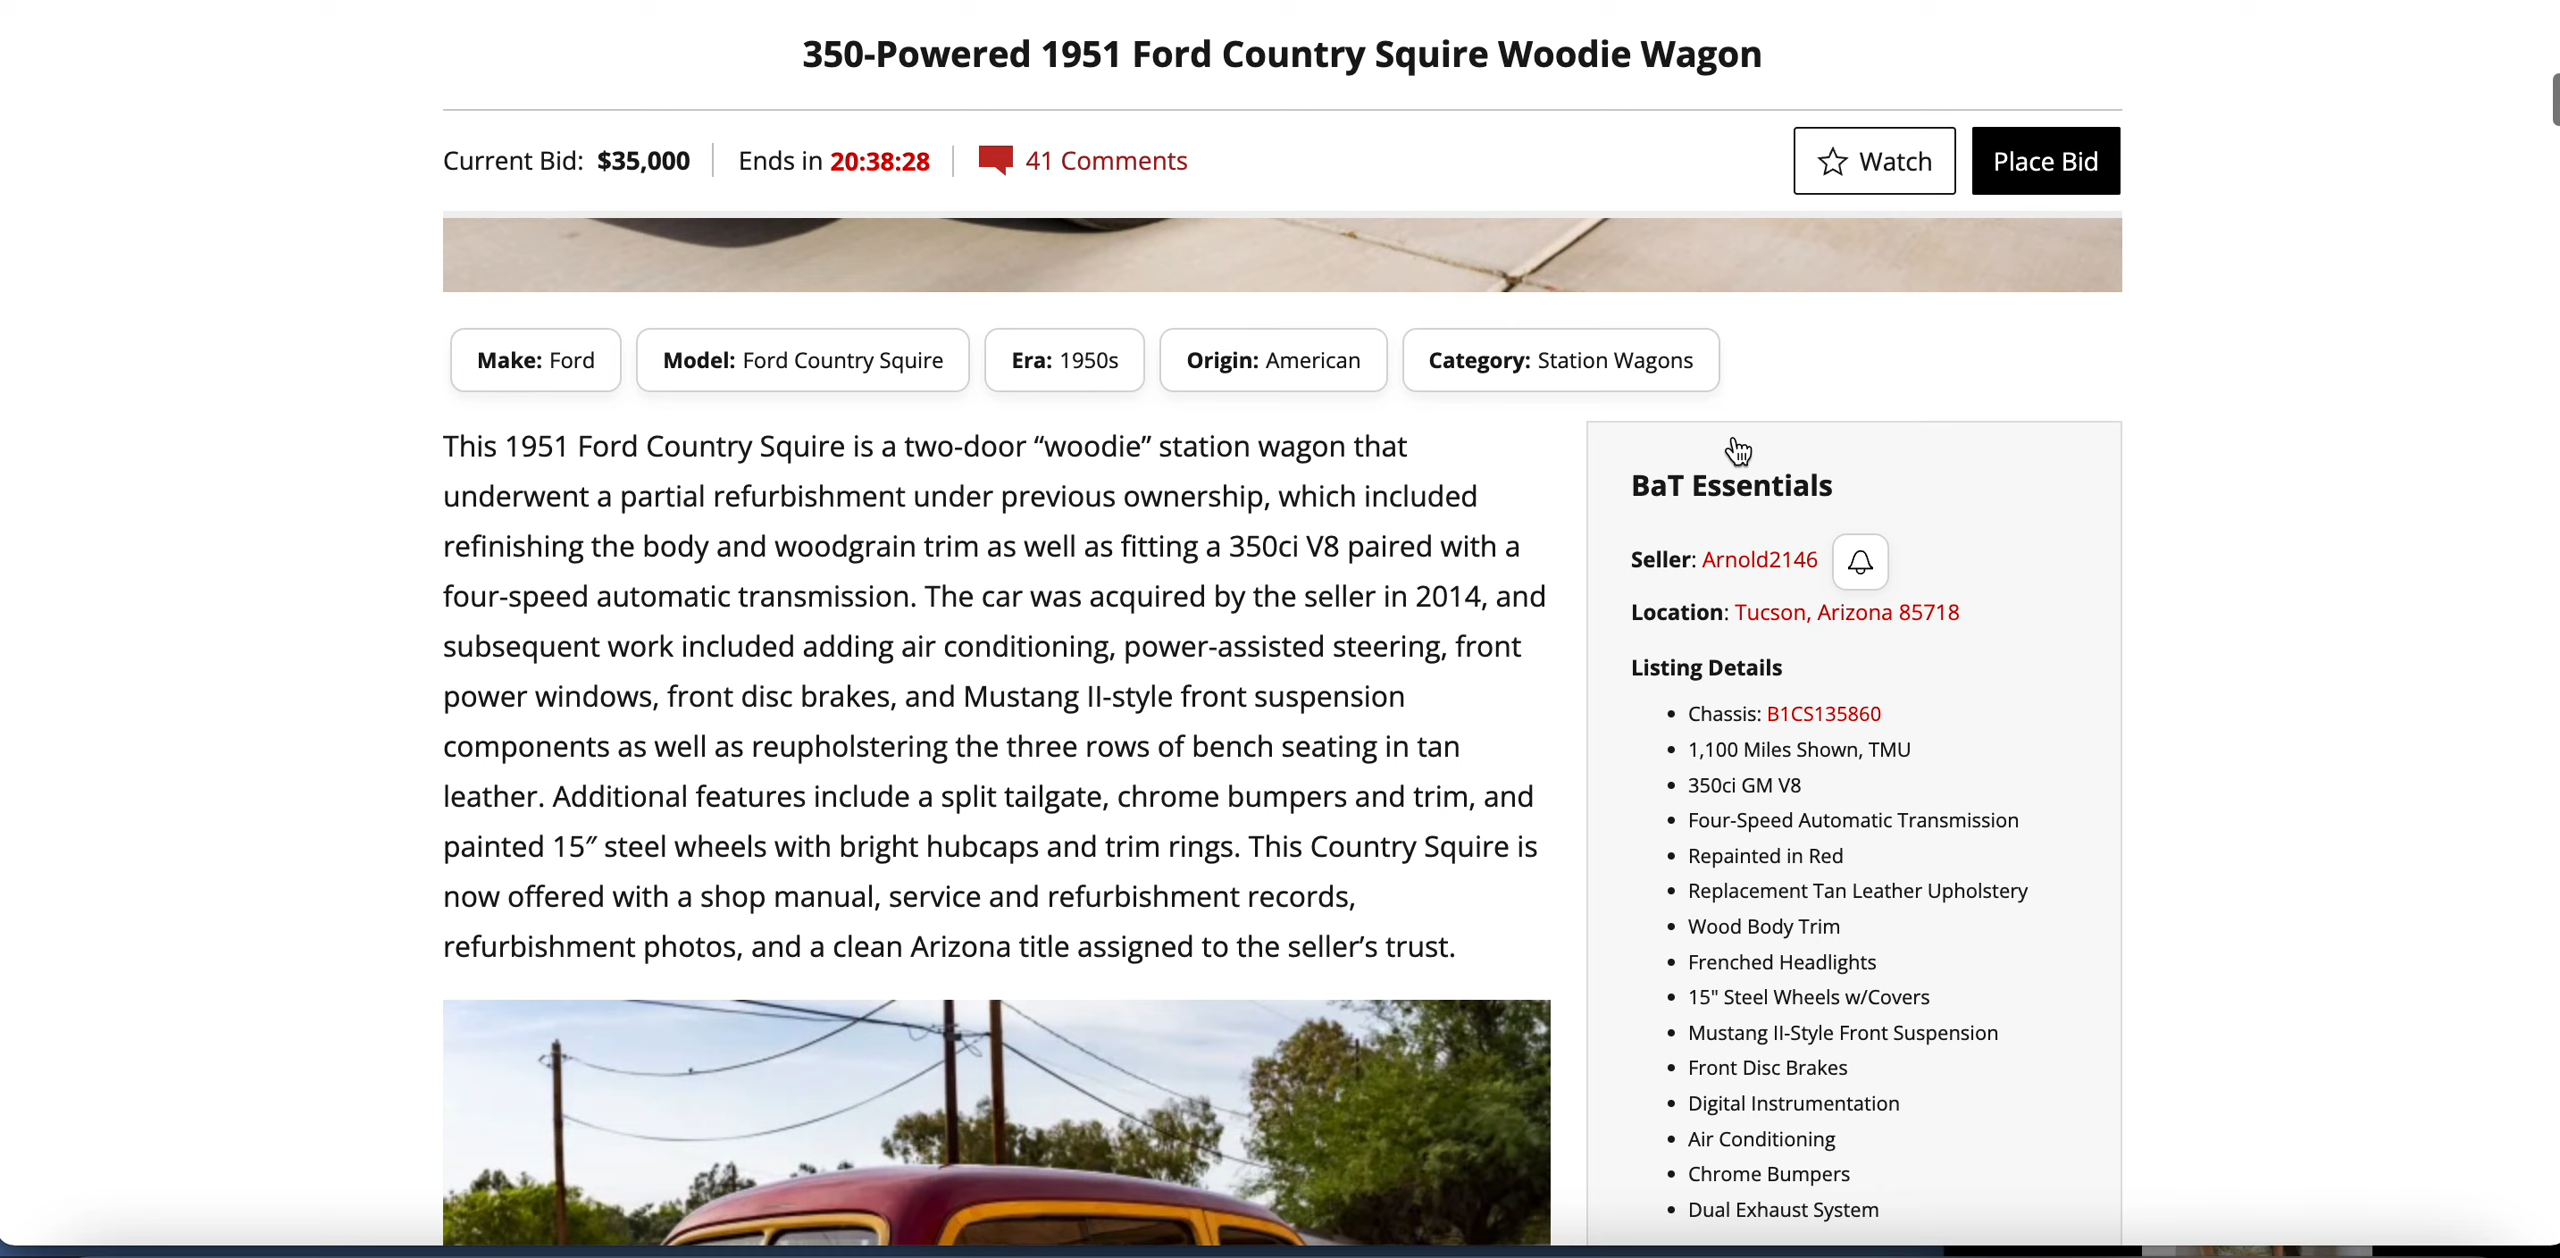 350-Powered 1951 Ford Country Squire Woodie Wagon
Current Bid: $35,000
Ends in 20:38:28
41 Comments
Watch
Place Bid
Make: Ford
Model: Ford Country Squire
Era: 1950s
Origin: American
Category: Station Wagons
This 1951 Ford Country Squire is a two-door “woodie” station wagon that
underwent a partial refurbishment under previous ownership, which included
refinishing the body and woodgrain trim as well as fitting a 350ci V8 paired with a
four-speed automatic transmission. The car was acquired by the seller in 2014, and
subsequent work included adding air conditioning, power-assisted steering, front
power windows, front disc brakes, and Mustang II-style front suspension
components as well as reupholstering the three rows of bench seating in tan
leather. Additional features include a split tailgate, chrome bumpers and trim, and
painted 15″ steel wheels with bright hubcaps and trim rings. This Country Squire is
now offered with a shop manual, service and refurbishment records,
refurbishment photos, and a clean Arizona title assigned to the seller’s trust.
BaT Essentials
Seller: Arnold2146
Location: Tucson, Arizona 85718
Listing Details
• Chassis: B1CS135860
• 1,100 Miles Shown, TMU
• 350ci GM V8
• Four-Speed Automatic Transmission
• Repainted in Red
• Replacement Tan Leather Upholstery
• Wood Body Trim
• Frenched Headlights
• 15" Steel Wheels w/Covers
• Mustang II-Style Front Suspension
• Front Disc Brakes
• Digital Instrumentation
• Air Conditioning
• Chrome Bumpers
• Dual Exhaust System